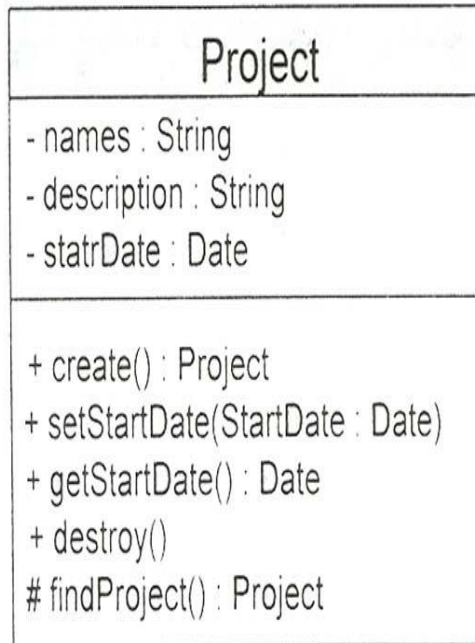 Project
- names : String
- description : String
- statrDate : Date
+ create() : Project
+ setStartDate(StartDate : Date)
+ getStartDate() : Date
+ destroy()
# findProject() : Project